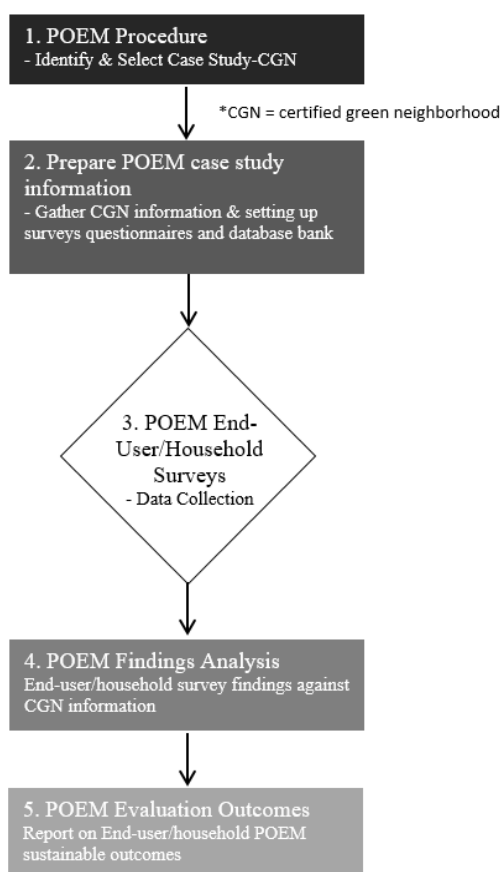 1. POEM Procedure
- Identify & Select Case Study-CGN
*CGN = certified green neighborhood
2. Prepare POEM case study
information
- Gather CGN information & setting up
surveys questionnaires and database bank
3. POEM End-
User/Household
Surveys
- Data Collection
4. POEM Findings Analysis
End-user/household survey findings against
CGN information
5. POEM Evaluation Outcomes
Report on End-user/household POEM
sustainable outcomes